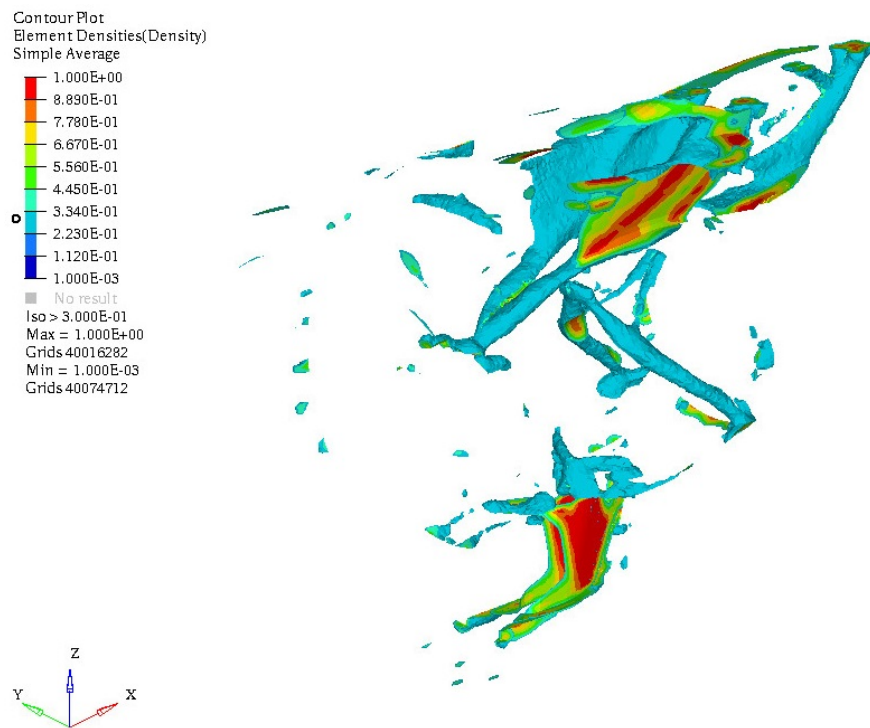 Contour Plot
Element Densities(Density)
Simple Average
1.000E+00
8.890E-01
7.780E-01
6.670E-01
5.560E-01
4.450E-01
3.340E-01
2.230E-01
1.120E-01
1.000E-03
No result
Iso > 3.000E-01
Max = 1.000E+00
Grids 40016282
Min = 1.000E-03
Grids 40074712
Z
Y
X